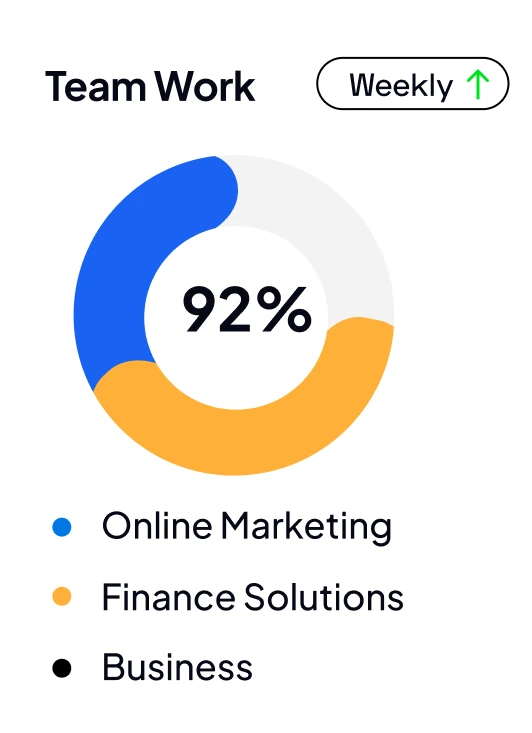 Team Work
Weekly ↑
92%
Online Marketing
Finance Solutions
Business